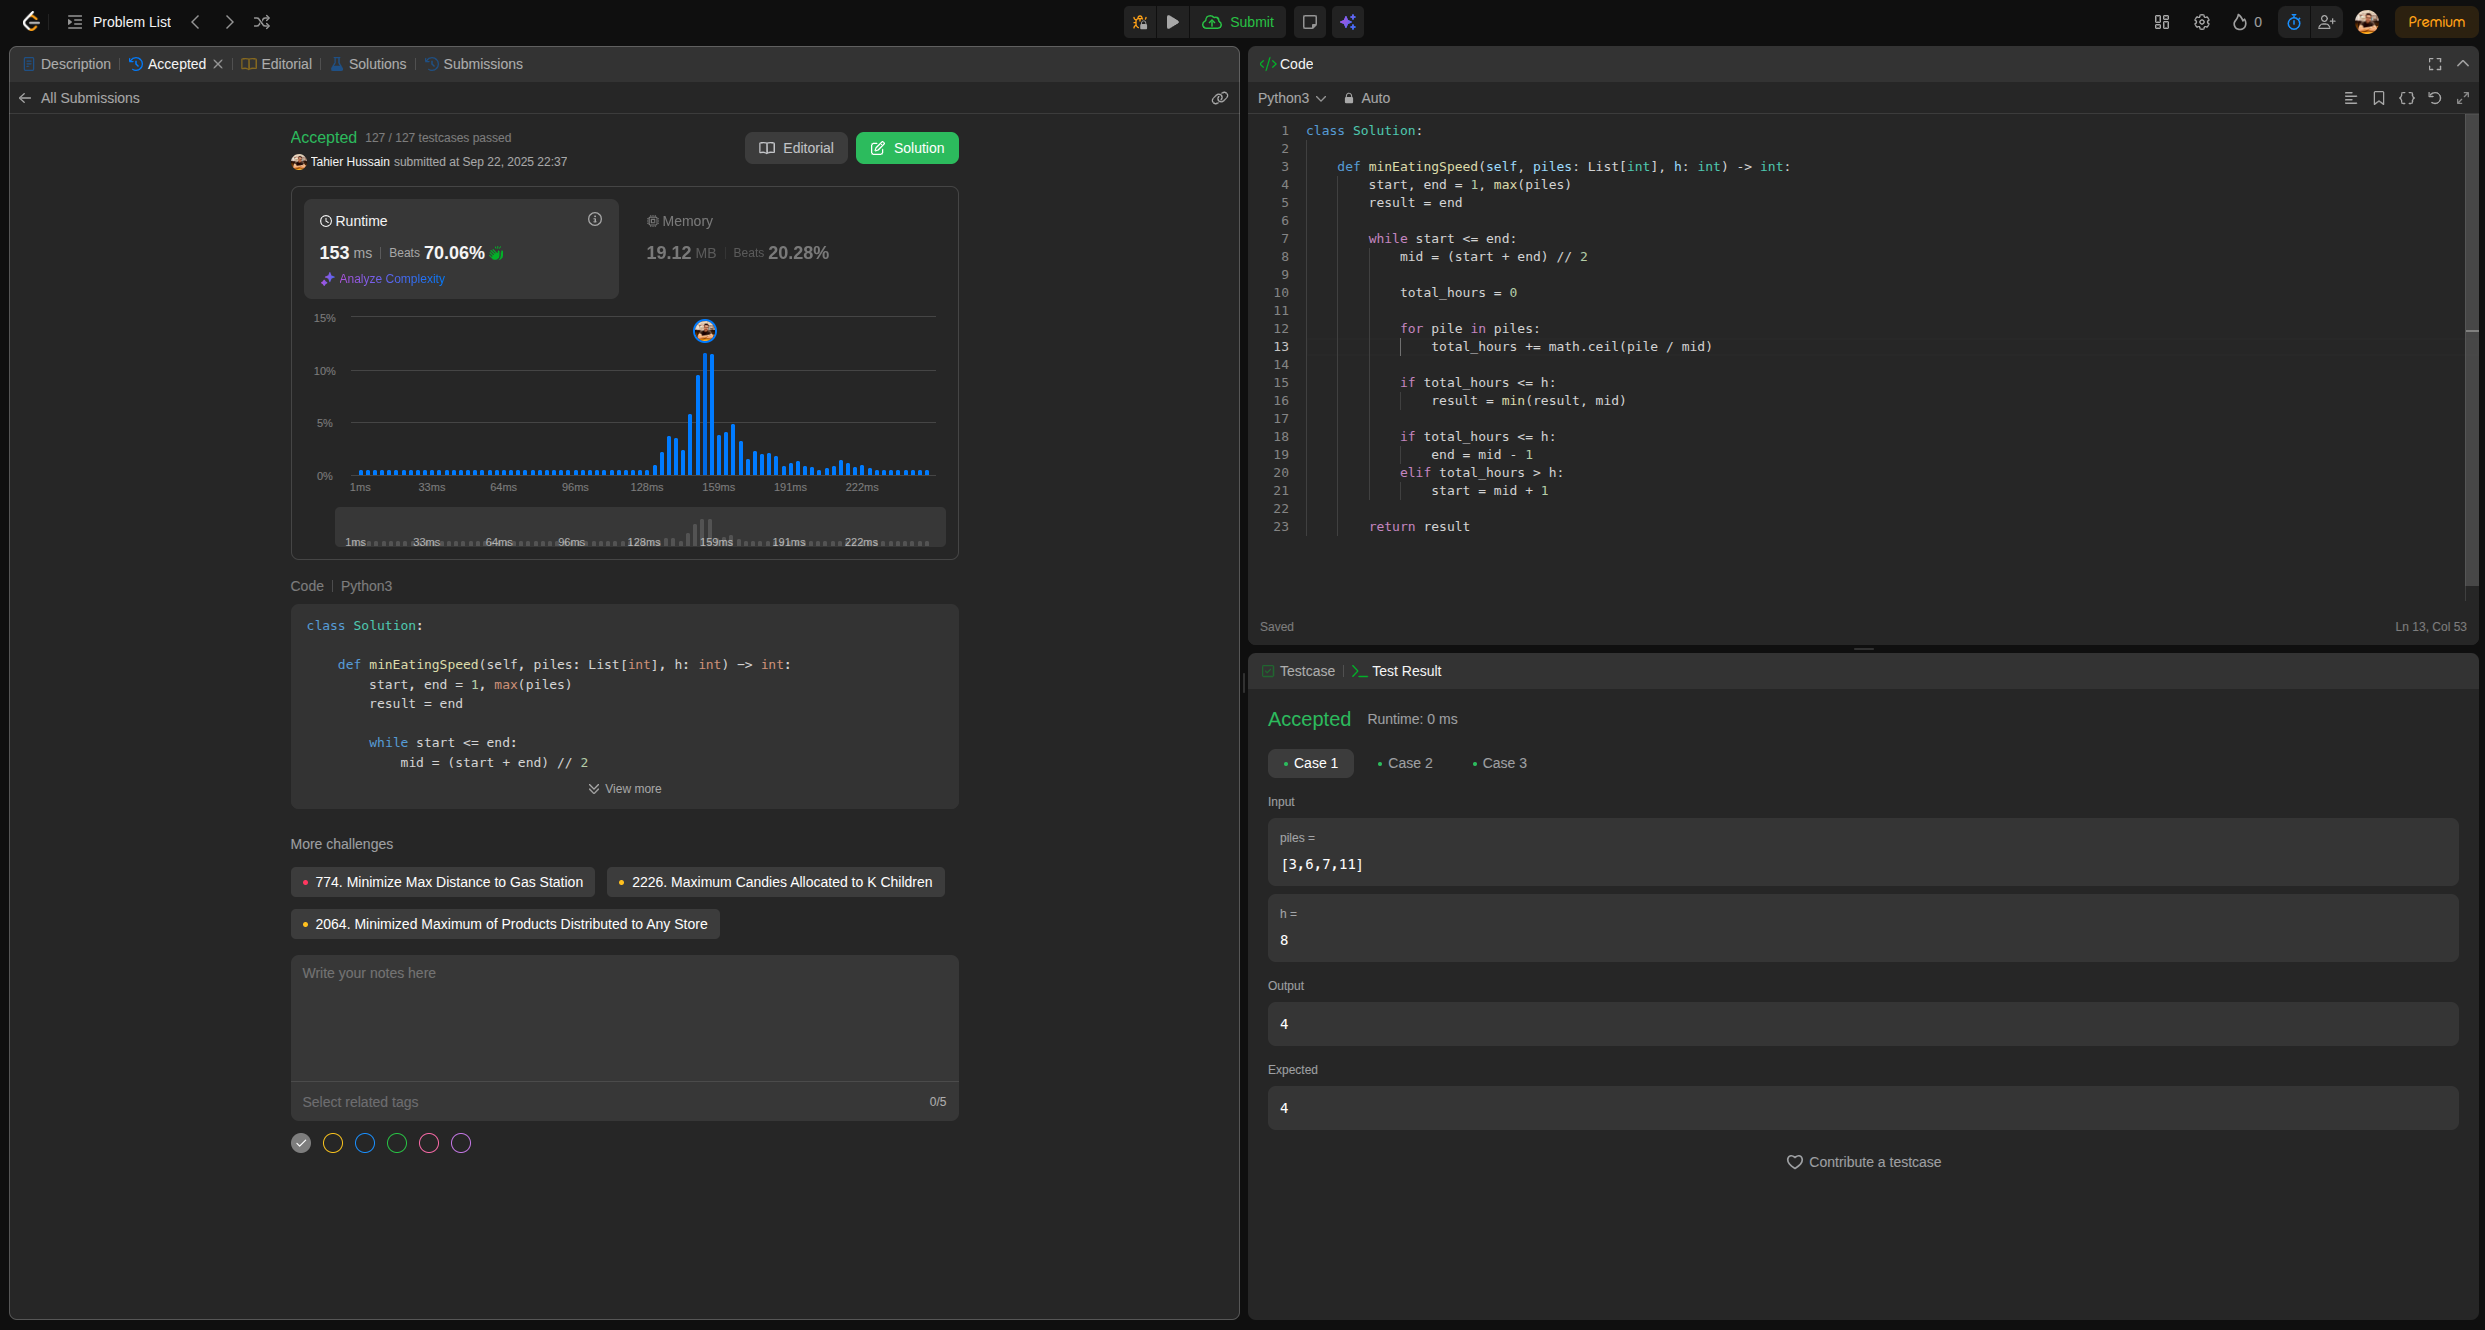 Problem List
Submit
0
Premium
Description
Accepted
Editorial
Solutions
Submissions
All Submissions
Accepted 127 / 127 testcases passed
Tahier Hussain submitted at Sep 22, 2025 22:37
Editorial
Solution
Runtime
153 ms Beats 70.06%
Analyze Complexity
Memory
19.12 MB Beats 20.28%
15%
10%
5%
0%
1ms 33ms 64ms 96ms 128ms 159ms 191ms 222ms
1ms 33ms 64ms 96ms 128ms 159ms 191ms 222ms
Code Python3
class Solution:
def minEatingSpeed(self, piles: List[int], h: int) -> int:
start, end = 1, max(piles)
result = end
while start <= end:
mid = (start + end) // 2
View more
More challenges
774. Minimize Max Distance to Gas Station
2226. Maximum Candies Allocated to K Children
2064. Minimized Maximum of Products Distributed to Any Store
Write your notes here
Select related tags
0/5
Code
Python3
Auto
1 class Solution:
2
3 def minEatingSpeed(self, piles: List[int], h: int) -> int:
4 start, end = 1, max(piles)
5 result = end
6
7 while start <= end:
8 mid = (start + end) // 2
9
10 total_hours = 0
11
12 for pile in piles:
13 total_hours += math.ceil(pile / mid)
14
15 if total_hours <= h:
16 result = min(result, mid)
17
18 if total_hours <= h:
19 end = mid - 1
20 elif total_hours > h:
21 start = mid + 1
22
23 return result
Saved
Ln 13, Col 53
Testcase
Test Result
Accepted Runtime: 0 ms
Case 1
Case 2
Case 3
Input
piles =
[3,6,7,11]
h =
8
Output
4
Expected
4
Contribute a testcase